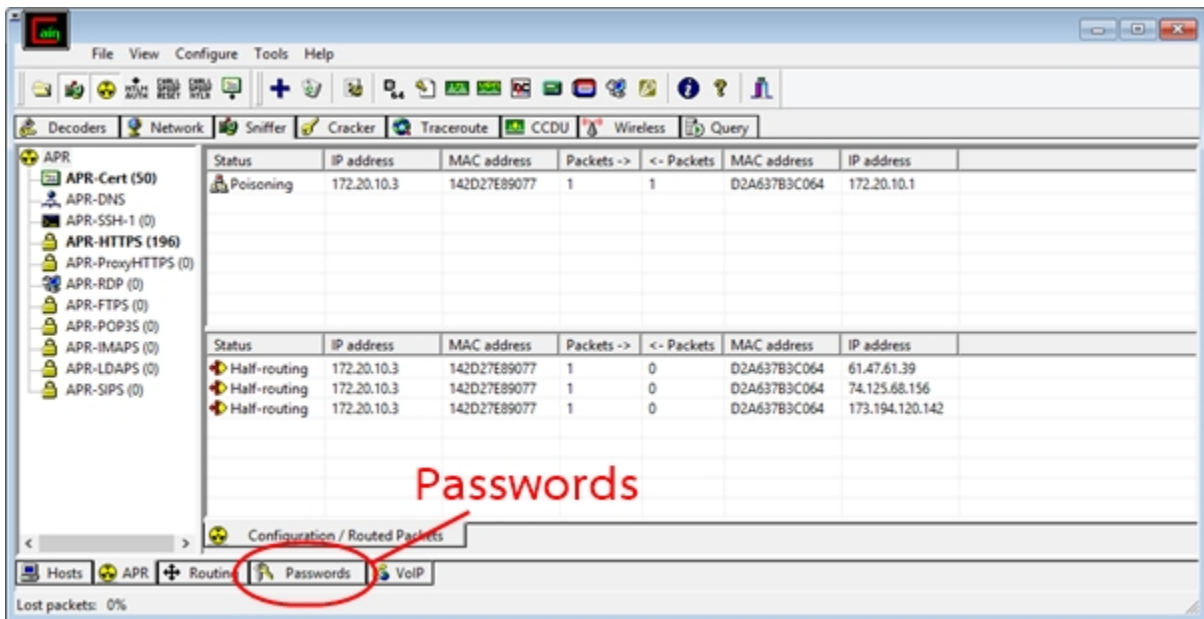 Cain
File View Configure Tools Help
Decoders Network Sniffer Cracker Traceroute CCDU Wireless Query
APR
APR-Cert (50)
APR-DNS
APR-SSH-1 (0)
APR-HTTPS (196)
APR-ProxyHTTPS (0)
APR-RDP (0)
APR-FTPS (0)
APR-POP3S (0)
APR-IMAPS (0)
APR-LDAPS (0)
APR-SIPS (0)
Status IP address MAC address Packets -> <- Packets MAC address IP address
Poisoning 172.20.10.3 142D27E89077 1 1 D2A637B3C064 172.20.10.1
Status IP address MAC address Packets -> <- Packets MAC address IP address
Half-routing 172.20.10.3 142D27E89077 1 0 D2A637B3C064 61.47.61.39
Half-routing 172.20.10.3 142D27E89077 1 0 D2A637B3C064 74.125.68.156
Half-routing 172.20.10.3 142D27E89077 1 0 D2A637B3C064 173.194.120.142
Passwords
Configuration / Routed Packets
Hosts APR Routing Passwords VoIP
Lost packets: 0%